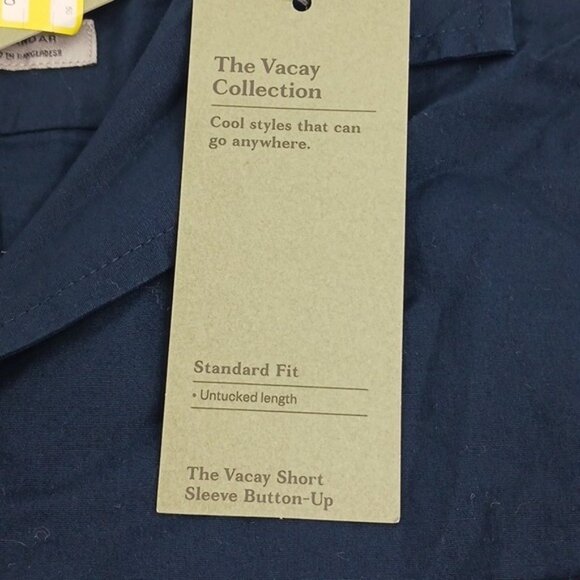 The Vacay
Collection
Cool styles that can
go anywhere.
Standard Fit
• Untucked length
The Vacay Short
Sleeve Button-Up